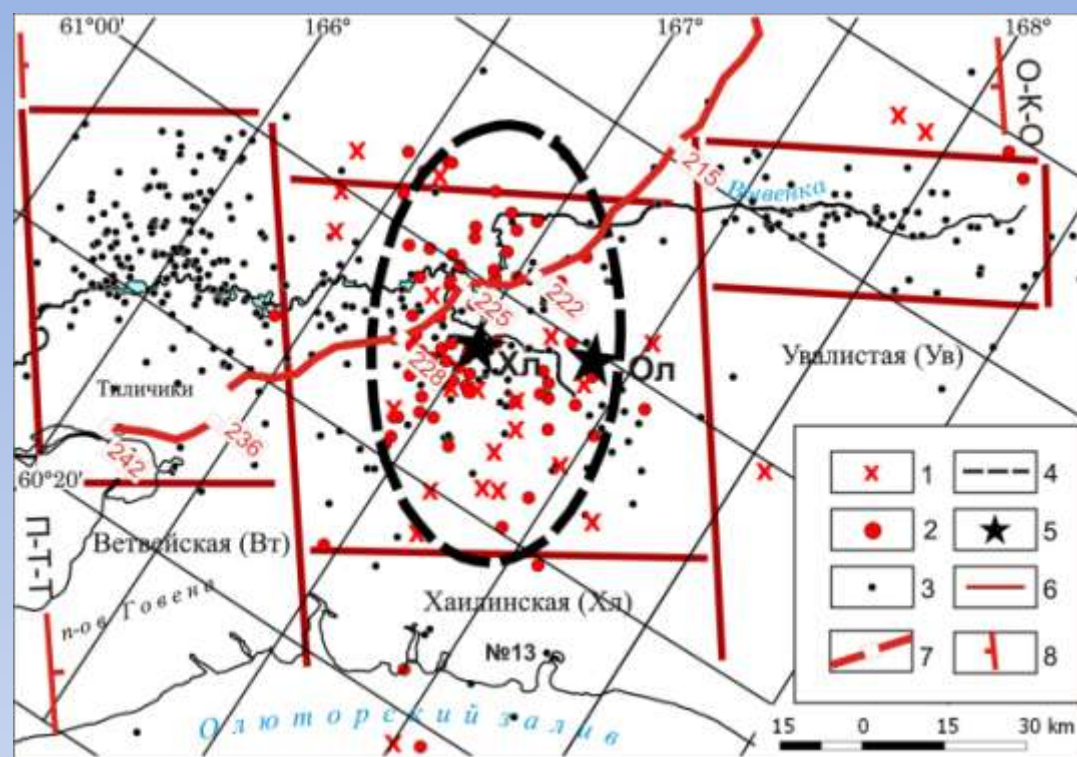 61°00'
166°
167°
168°
О-К-О
215
Вывенка
222
225
228
Хл
Ол
Увалистая (Ув)
Тиличики
236
242
60°20'
П-Т-Т
Ветвейская (Вт)
п-ов Говена
Хаилинская (Хл)
№13
Олюторский залив
1
4
2
5
3
6
7
8
15 0 15 30 km